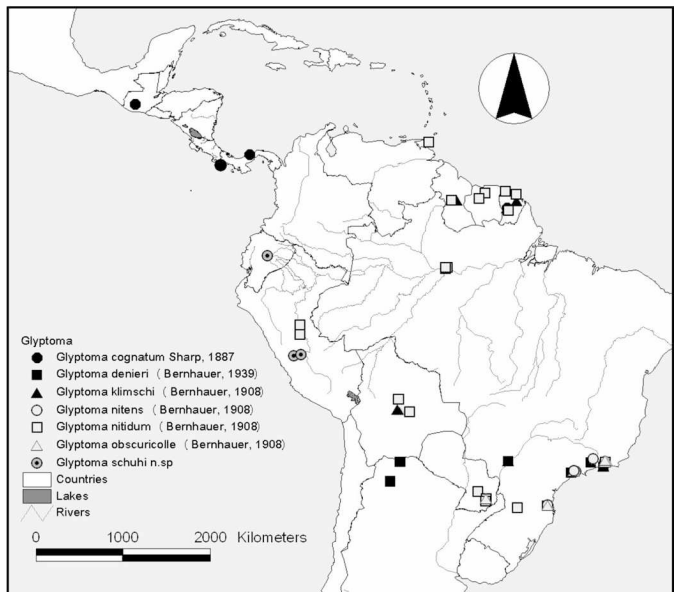 Glyptoma
Glyptoma cognatum Sharp, 1887
Glyptoma denieri (Bernhauer, 1939)
Glyptoma klimschi (Bernhauer, 1908)
Glyptoma nitens (Bernhauer, 1908)
Glyptoma nitidum (Bernhauer, 1908)
Glyptoma obscuricolle (Bernhauer, 1908)
Glyptoma schuhi n.sp
Countries
Lakes
Rivers
0 1000 2000 Kilometers